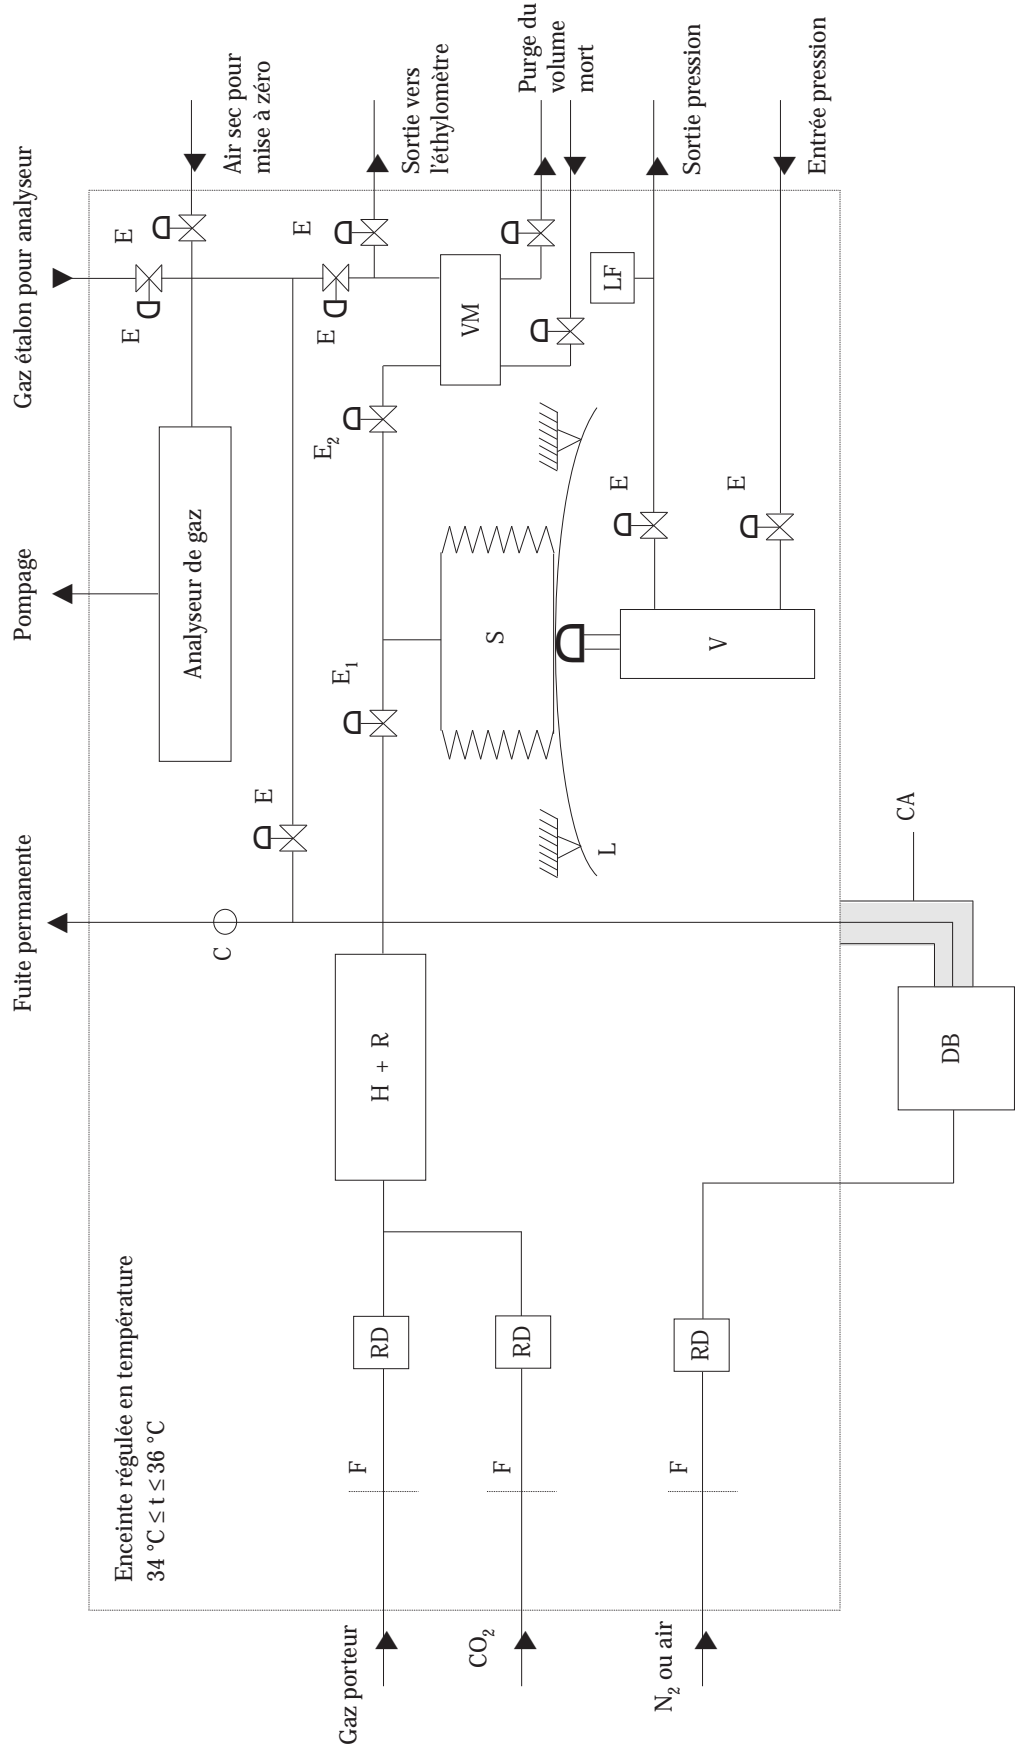 Gaz étalon pour analyseur
Pompage
Fuite permanente
Air sec pour
mise à zéro
Sortie vers
l'éthylomètre
Purge du
volume
mort
Sortie pression
Entrée pression
E
E
E
E
E
E₂
E₁
E
E
C
Analyseur de gaz
VM
LF
S
V
L
CA
DB
H + R
Enceinte régulée en température
34 °C ≤ t ≤ 36 °C
RD
RD
RD
F
F
F
Gaz porteur
CO₂
N₂ ou air